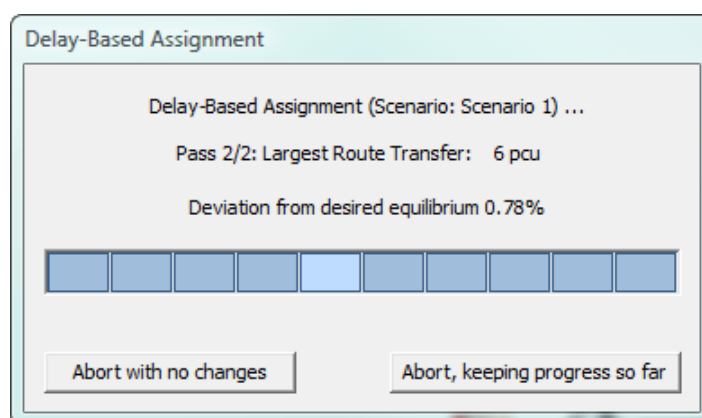 Delay-Based Assignment
Delay-Based Assignment (Scenario: Scenario 1) ...
Pass 2/2: Largest Route Transfer: 6 pcu
Deviation from desired equilibrium 0.78%
Abort with no changes
Abort, keeping progress so far